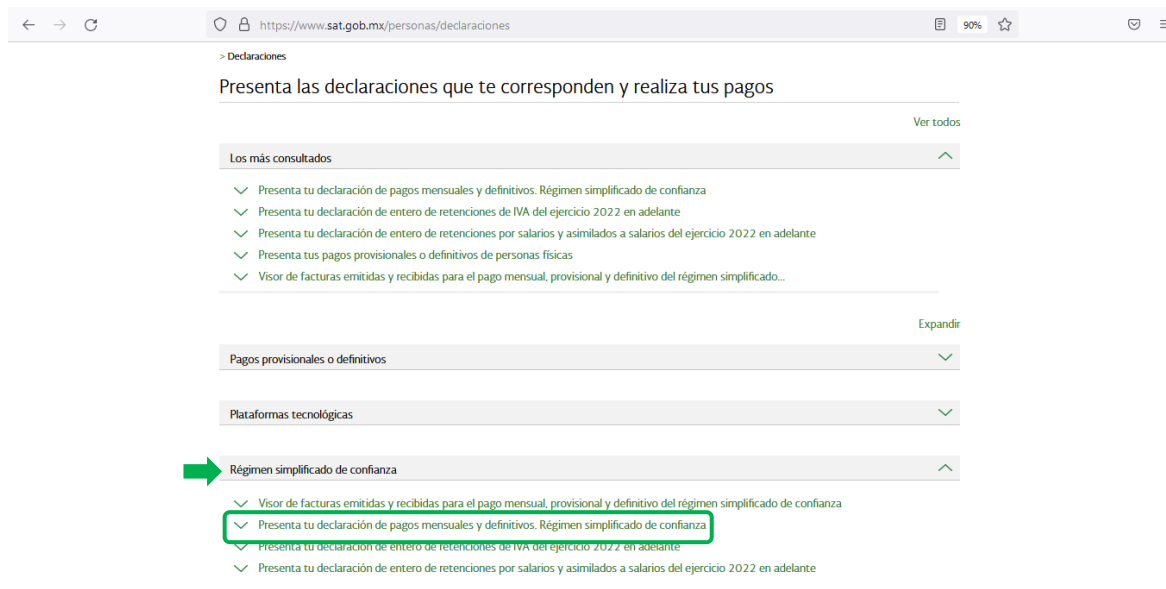 https://www.sat.gob.mx/personas/declaraciones
90%
> Declaraciones
Presenta las declaraciones que te corresponden y realiza tus pagos
Ver todos
Los más consultados
Presenta tu declaración de pagos mensuales y definitivos. Régimen simplificado de confianza
Presenta tu declaración de entero de retenciones de IVA del ejercicio 2022 en adelante
Presenta tu declaración de entero de retenciones por salarios y asimilados a salarios del ejercicio 2022 en adelante
Presenta tus pagos provisionales o definitivos de personas físicas
Visor de facturas emitidas y recibidas para el pago mensual, provisional y definitivo del régimen simplificado...
Expandir
Pagos provisionales o definitivos
Plataformas tecnológicas
Régimen simplificado de confianza
Visor de facturas emitidas y recibidas para el pago mensual, provisional y definitivo del régimen simplificado de confianza
Presenta tu declaración de pagos mensuales y definitivos. Régimen simplificado de confianza
Presenta tu declaración de entero de retenciones de IVA del ejercicio 2022 en adelante
Presenta tu declaración de entero de retenciones por salarios y asimilados a salarios del ejercicio 2022 en adelante